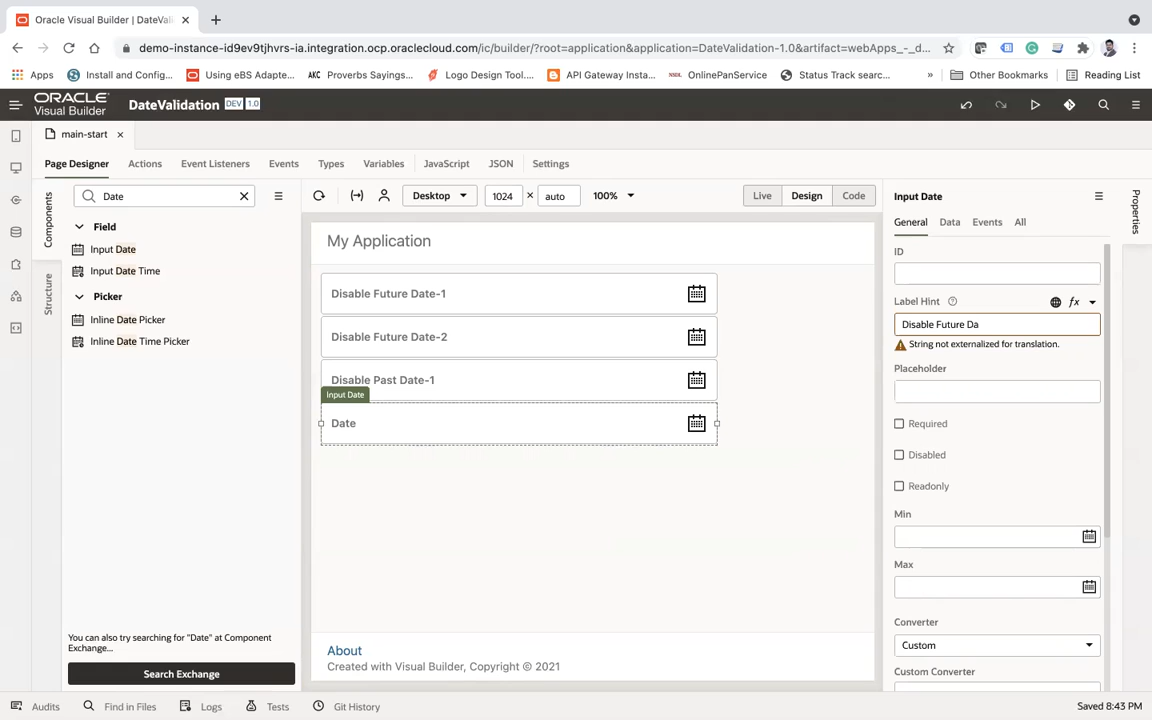 Oracle Visual Builder | DateVali
demo-instance-id9ev9tjhvrs-ia.integration.ocp.oraclecloud.com/ic/builder/?root=application&application=DateValidation-1.0&artifact=webApps_-_d...
Apps
Install and Config...
Using eBS Adapte...
AKC Proverbs Sayings...
Logo Design Tool....
API Gateway Insta...
NSDL OnlinePanService
Status Track searc...
»
Other Bookmarks
Reading List
ORACLE
Visual Builder
DateValidation DEV 1.0
main-start
Page Designer
Actions
Event Listeners
Events
Types
Variables
JavaScript
JSON
Settings
Components
Structure
Date
Field
Input Date
Input Date Time
Picker
Inline Date Picker
Inline Date Time Picker
You can also try searching for "Date" at Component
Exchange...
Search Exchange
Desktop
1024 × auto
100%
Live
Design
Code
My Application
Disable Future Date-1
Disable Future Date-2
Disable Past Date-1
Input Date
Date
About
Created with Visual Builder, Copyright © 2021
Input Date
Properties
General
Data
Events
All
ID
Label Hint
fx
Disable Future Da
String not externalized for translation.
Placeholder
Required
Disabled
Readonly
Min
Max
Converter
Custom
Custom Converter
Audits
Find in Files
Logs
Tests
Git History
Saved 8:43 PM